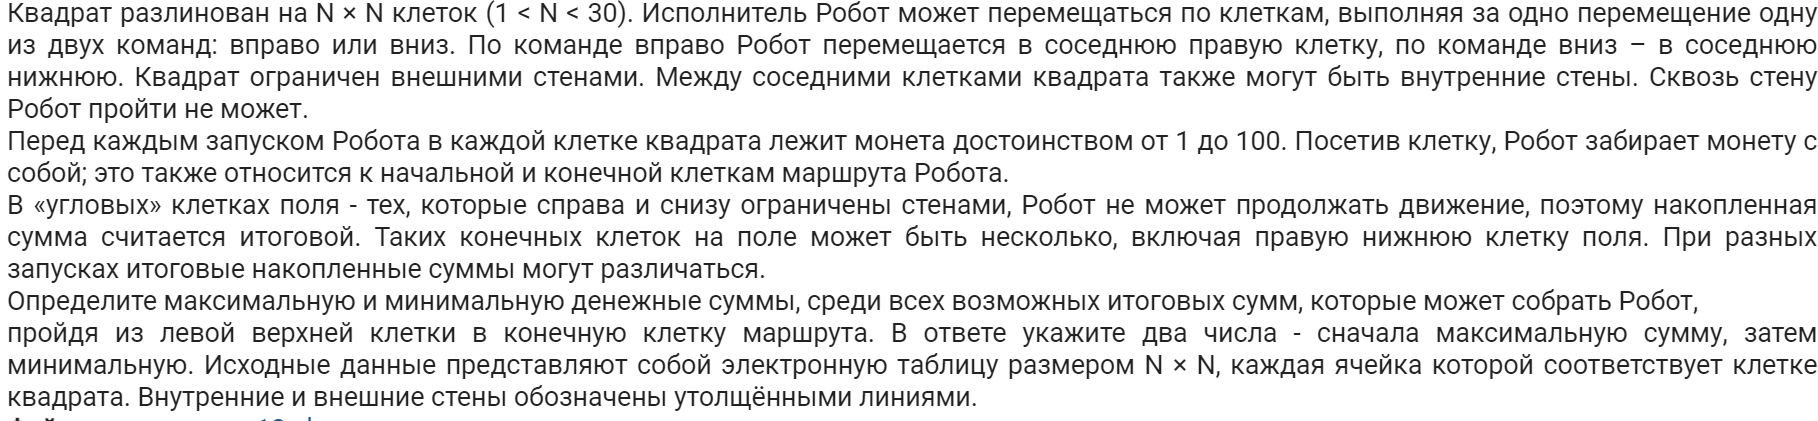 Квадрат разлинован на N × N клеток (1 < N < 30). Исполнитель Робот может перемещаться по клеткам, выполняя за одно перемещение одну
из двух команд: вправо или вниз. По команде вправо Робот перемещается в соседнюю правую клетку, по команде вниз – в соседнюю
нижнюю. Квадрат ограничен внешними стенами. Между соседними клетками квадрата также могут быть внутренние стены. Сквозь стену
Робот пройти не может.
Перед каждым запуском Робота в каждой клетке квадрата лежит монета достоинством от 1 до 100. Посетив клетку, Робот забирает монету с
собой; это также относится к начальной и конечной клеткам маршрута Робота.
В «угловых» клетках поля - тех, которые справа и снизу ограничены стенами, Робот не может продолжать движение, поэтому накопленная
сумма считается итоговой. Таких конечных клеток на поле может быть несколько, включая правую нижнюю клетку поля. При разных
запусках итоговые накопленные суммы могут различаться.
Определите максимальную и минимальную денежные суммы, среди всех возможных итоговых сумм, которые может собрать Робот,
пройдя из левой верхней клетки в конечную клетку маршрута. В ответе укажите два числа - сначала максимальную сумму, затем
минимальную. Исходные данные представляют собой электронную таблицу размером N × N, каждая ячейка которой соответствует клетке
квадрата. Внутренние и внешние стены обозначены утолщёнными линиями.